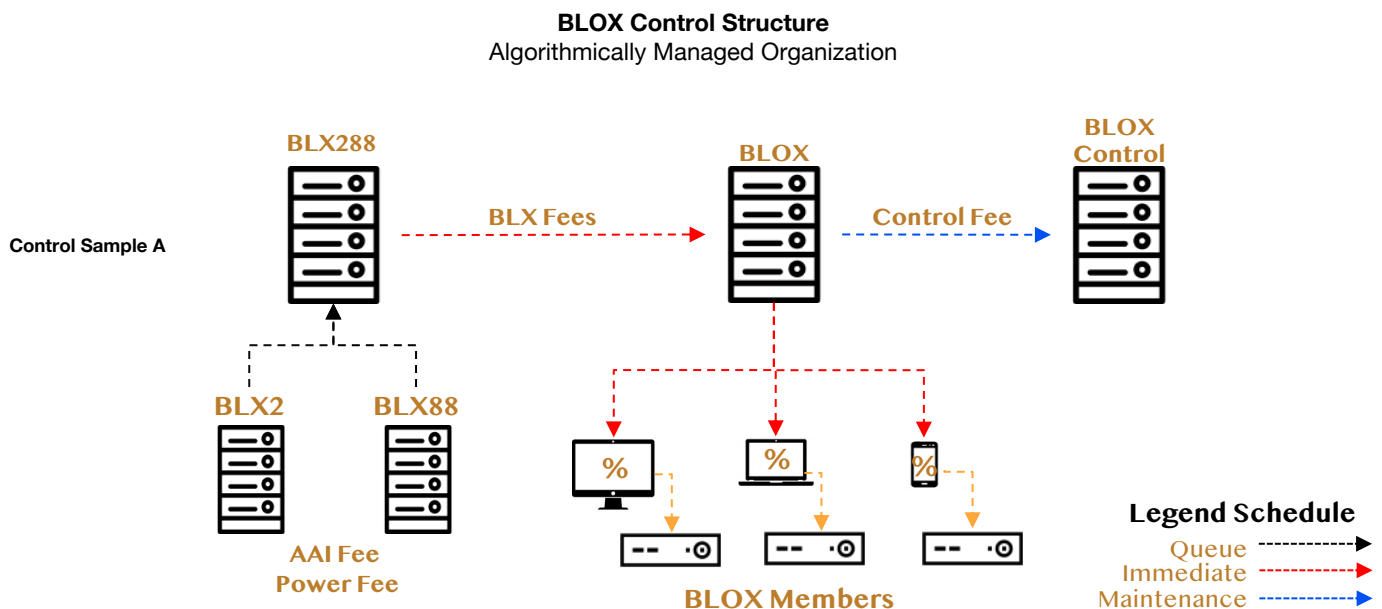 BLOX Control Structure
Algorithmically Managed Organization
BLX288
BLOX
BLOX
Control
BLX Fees
Control Fee
Control Sample A
BLX2
BLX88
%
%
%
AAI Fee
Power Fee
BLOX Members
Legend Schedule
Queue
Immediate
Maintenance